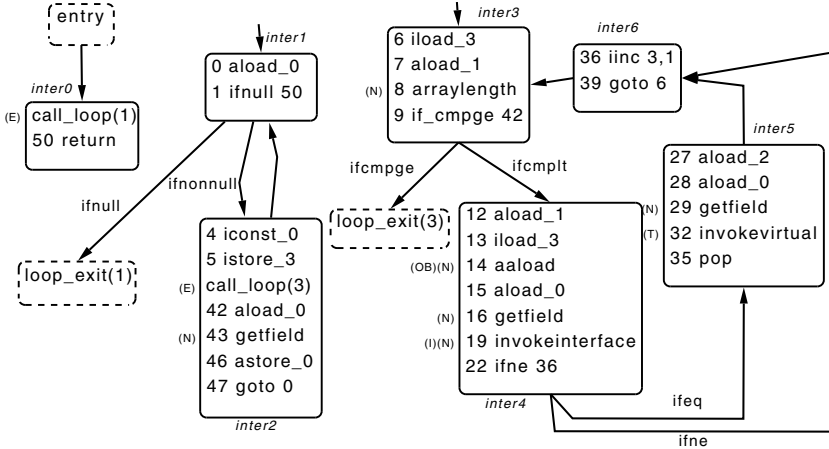 entry
inter0
(E) call_loop(1)
50 return
inter1
0 aload_0
1 ifnull 50
ifnull
ifnonnull
loop_exit(1)
4 iconst_0
5 istore_3
(E) call_loop(3)
42 aload_0
(N) 43 getfield
46 astore_0
47 goto 0
inter2
inter3
6 iload_3
7 aload_1
(N) 8 arraylength
9 if_cmpge 42
ifcmpge
ifcmplt
loop_exit(3)
12 aload_1
13 iload_3
(OB)(N) 14 aaload
15 aload_0
(N) 16 getfield
(I)(N) 19 invokeinterface
22 ifne 36
inter4
inter6
36 iinc 3,1
39 goto 6
inter5
27 aload_2
28 aload_0
(N) 29 getfield
(T) 32 invokevirtual
35 pop
ifeq
ifne